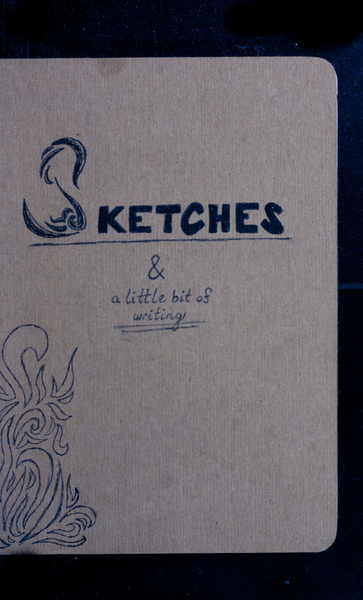 SKETCHES
&
a little bit of
writing